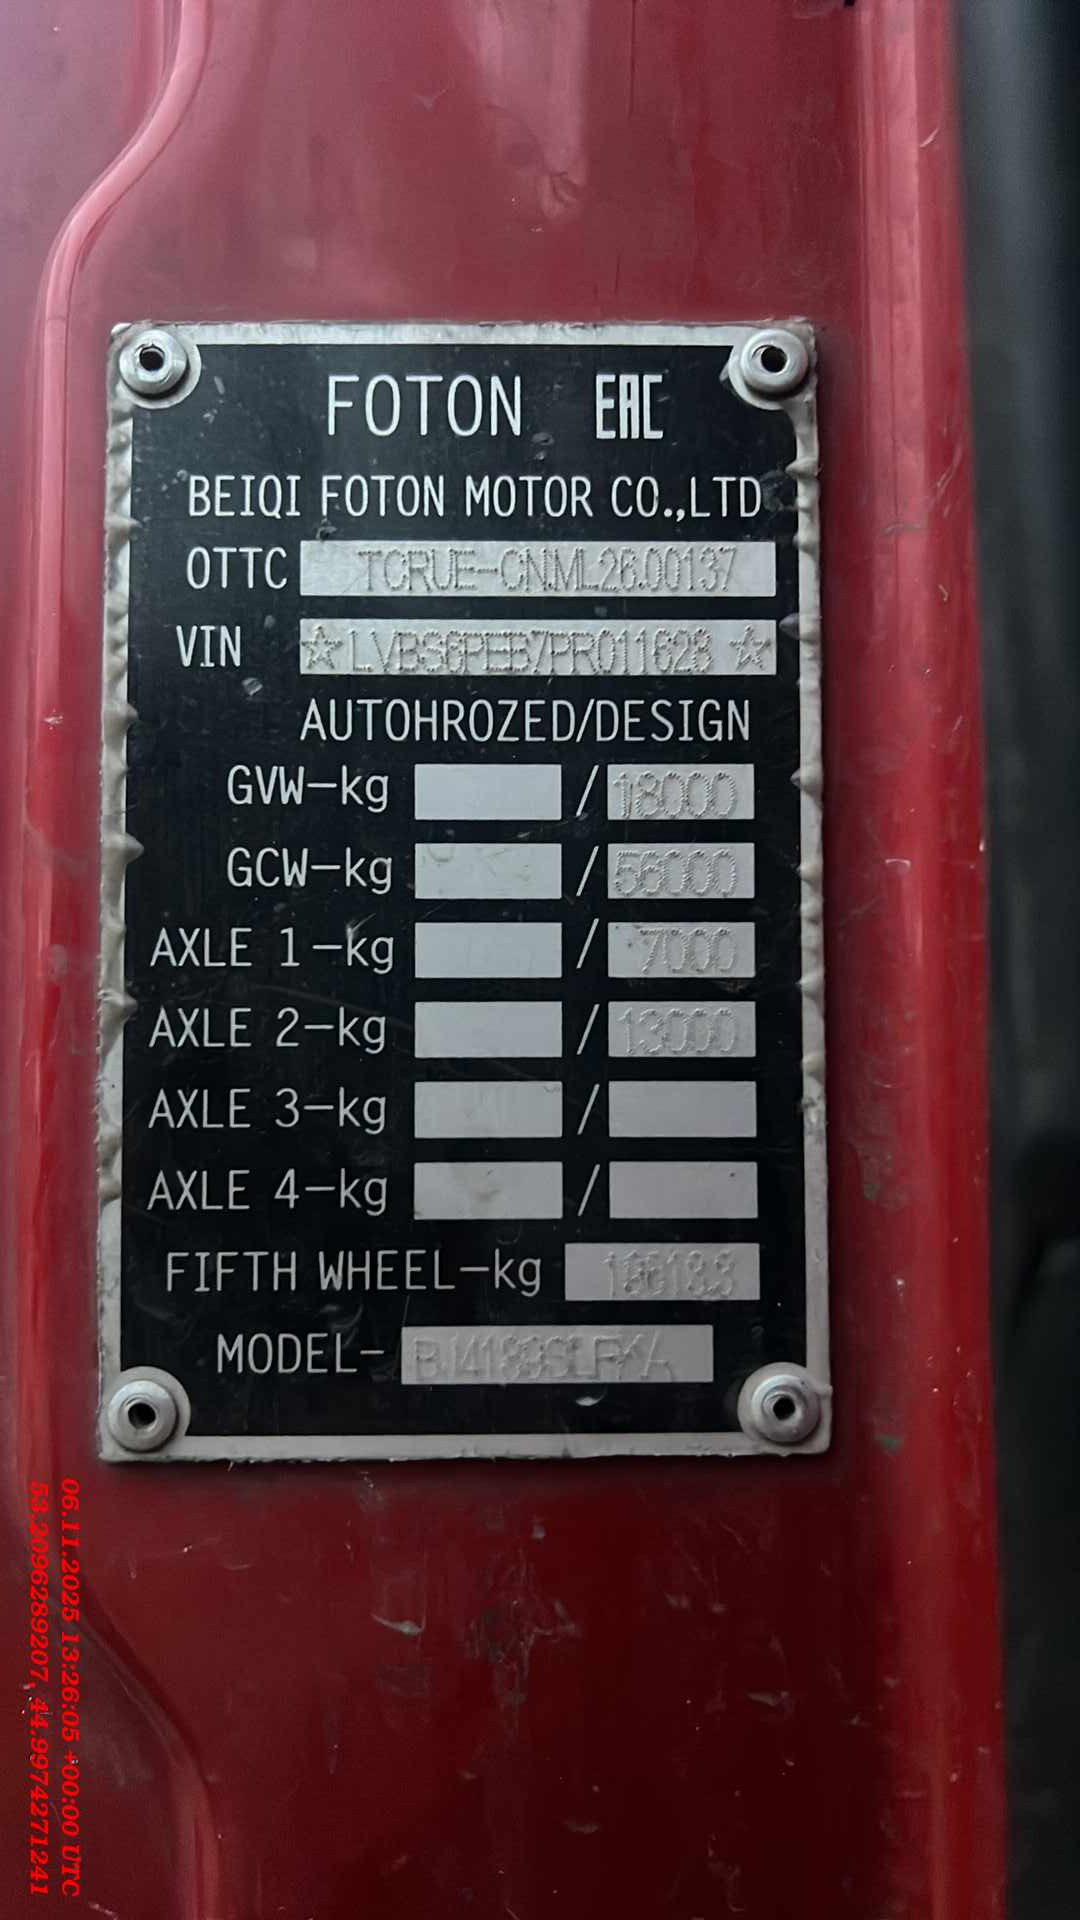 FOTON EAC
BEIQI FOTON MOTOR CO.,LTD
OTTC TCRUE-CN.ML26.00137
VIN ☆LVBS6PEB7PR011628☆
AUTOHROZED/DESIGN
GVW-kg / 18000
GCW-kg / 56000
AXLE 1-kg / 7000
AXLE 2-kg / 13000
AXLE 3-kg /
AXLE 4-kg /
FIFTH WHEEL-kg
MODEL-
06.11.2025 13:26:05 +00:00 UTC
53.2096289207, 44.9974271241